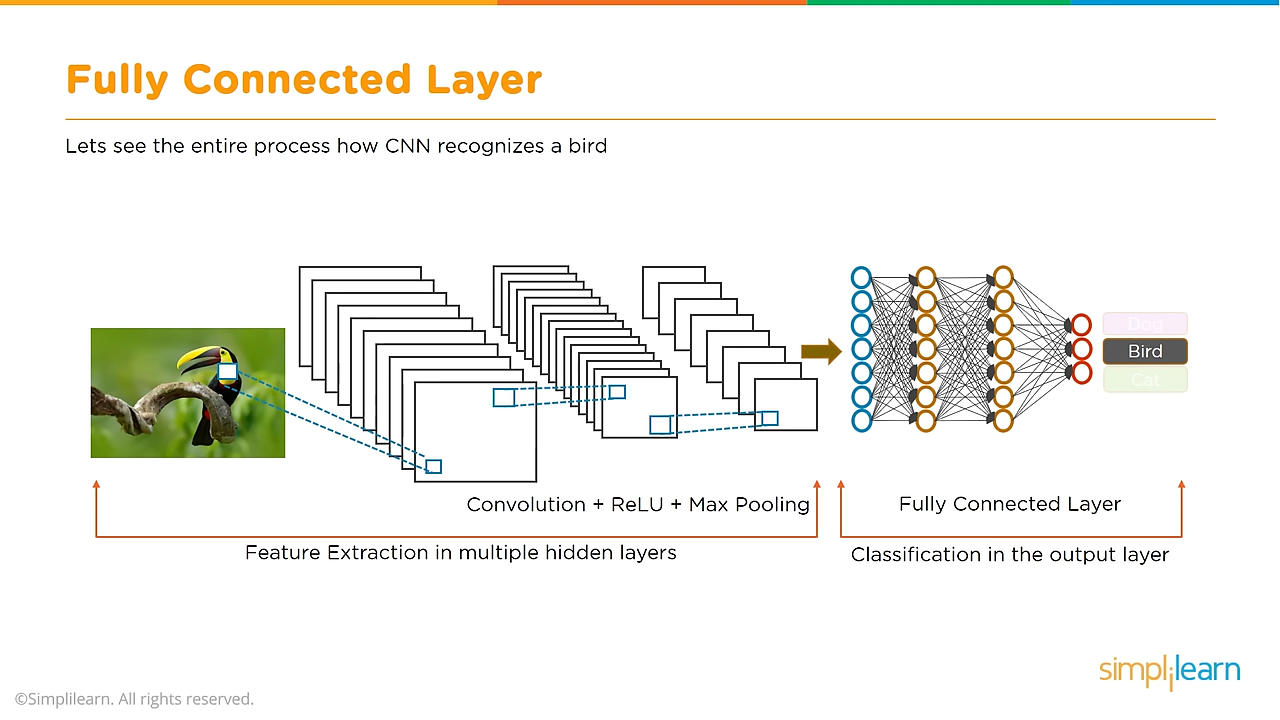 Fully Connected Layer
Lets see the entire process how CNN recognizes a bird
Dog
Bird
Cat
Convolution + ReLU + Max Pooling
Fully Connected Layer
Feature Extraction in multiple hidden layers
Classification in the output layer
simplilearn
©Simplilearn. All rights reserved.